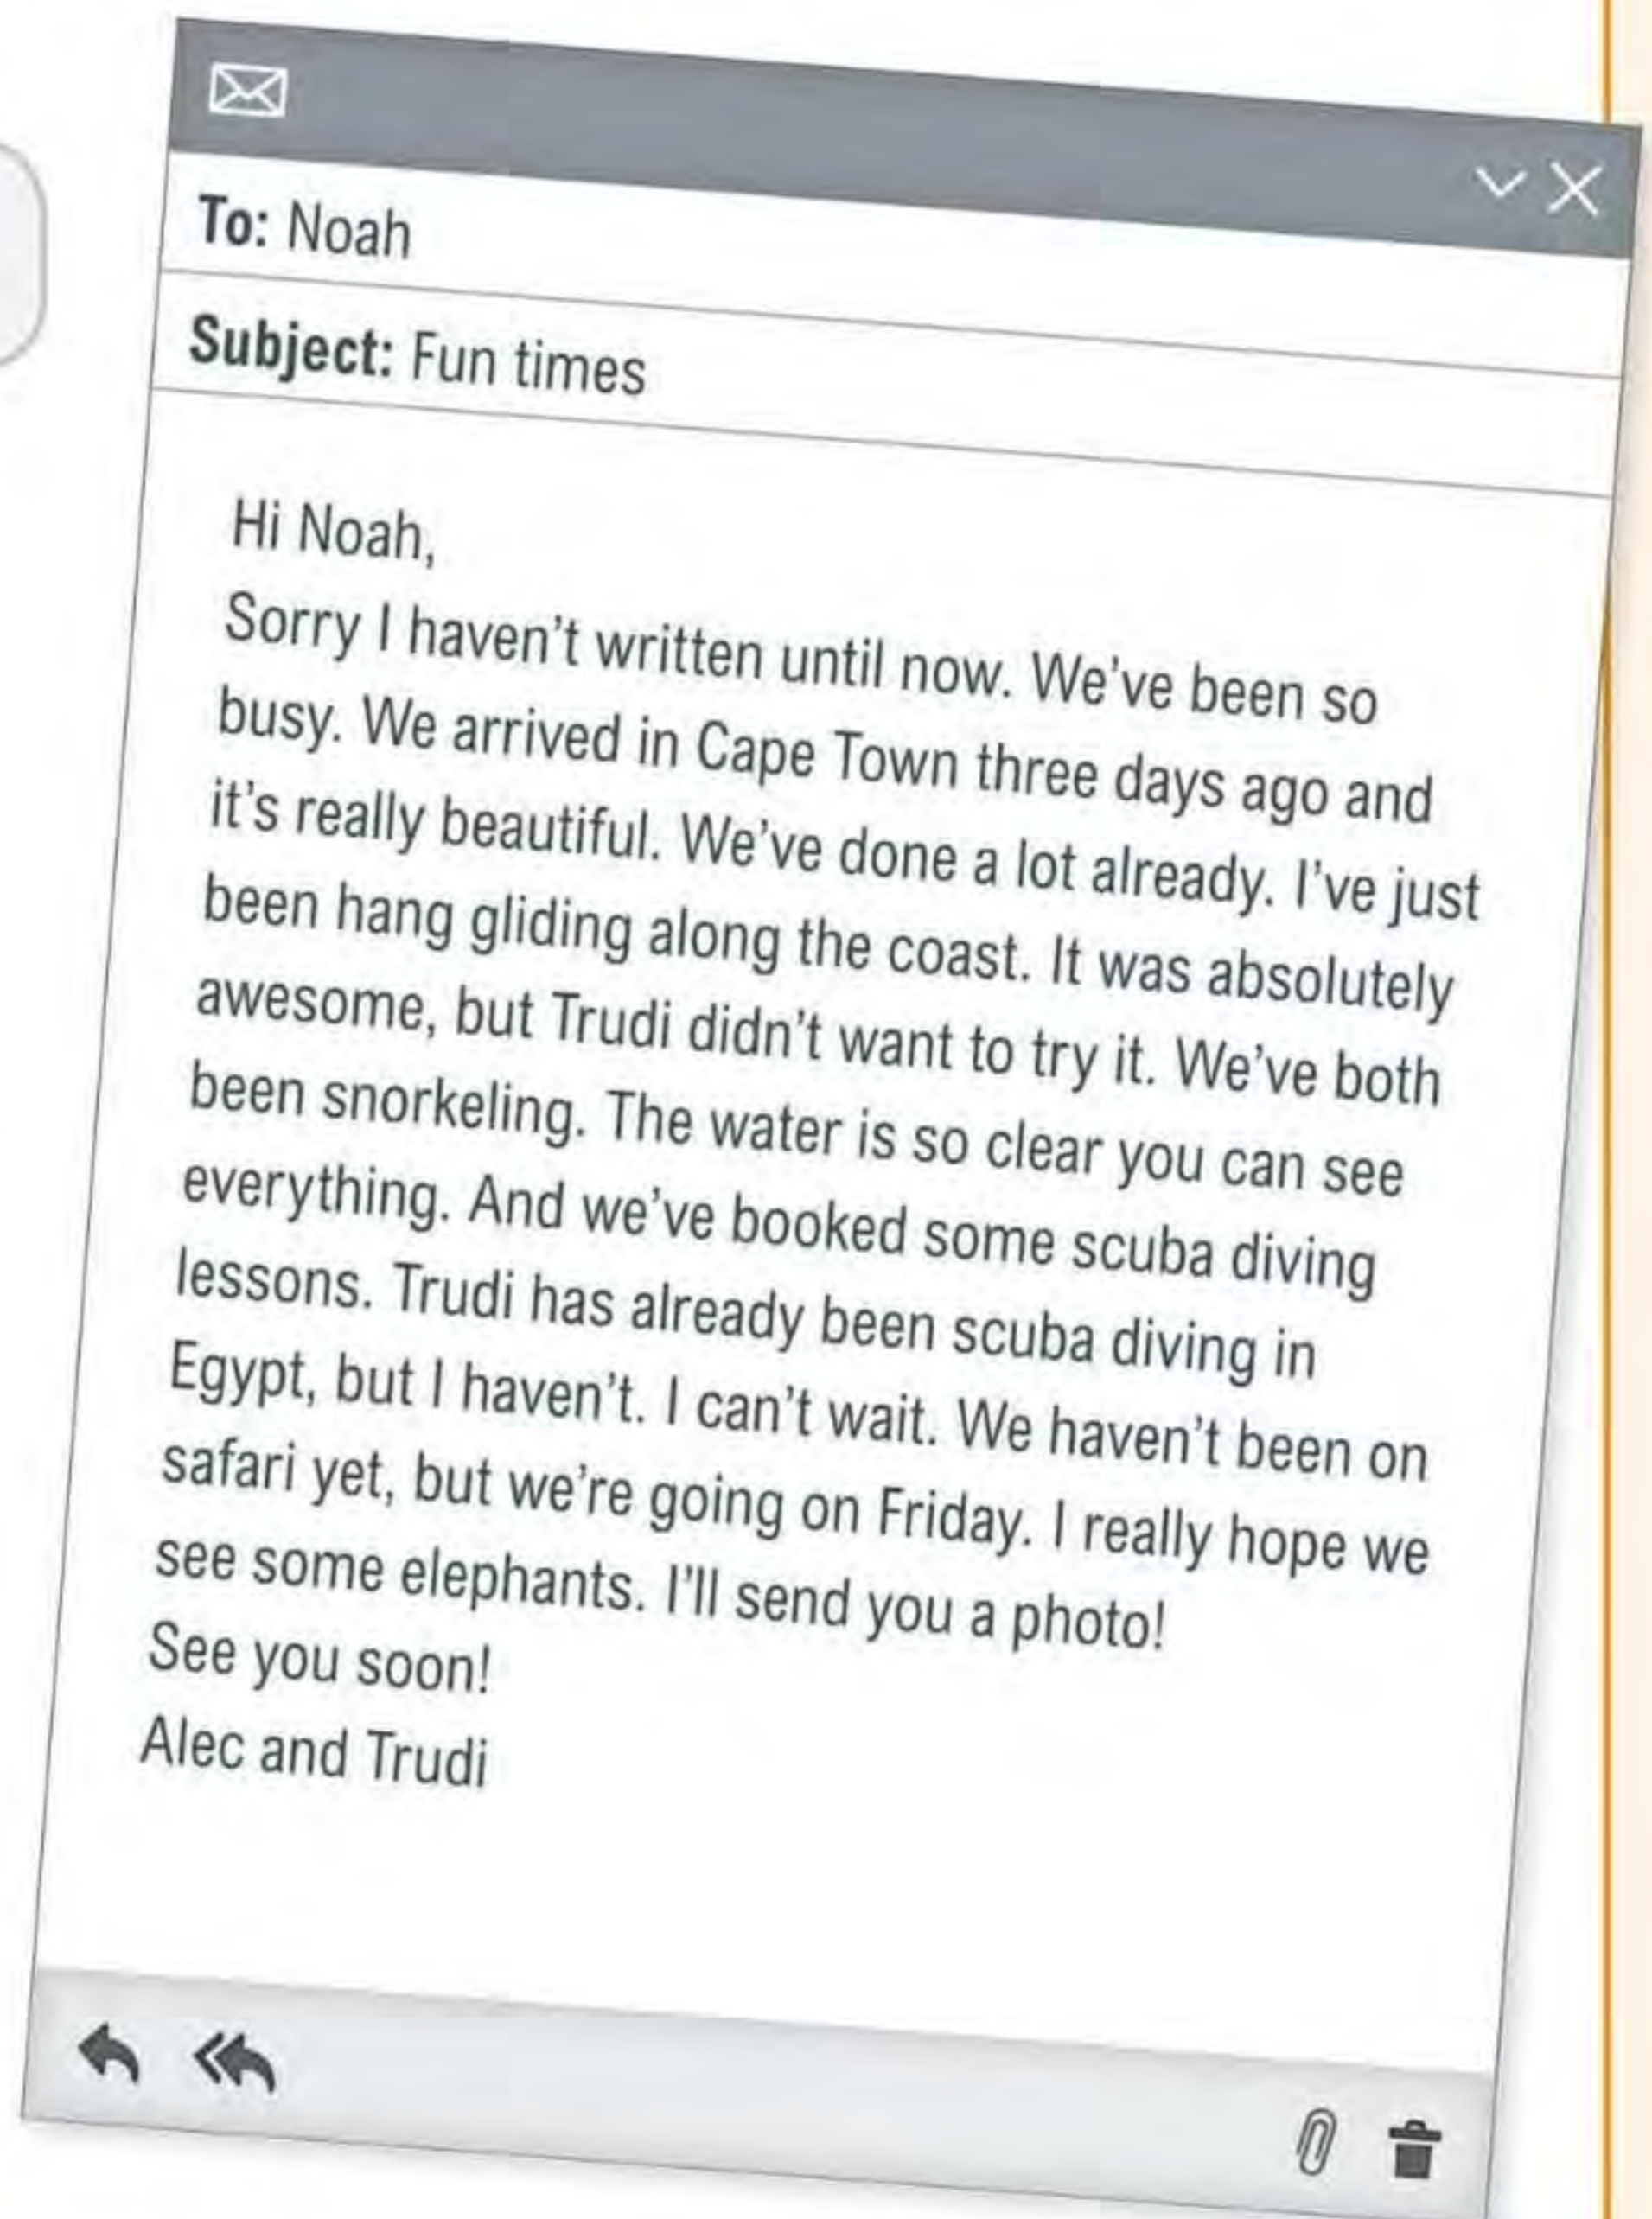 To: Noah
Subject: Fun times
Hi Noah,
Sorry I haven't written until now. We've been so
busy. We arrived in Cape Town three days ago and
it's really beautiful. We've done a lot already. I've just
been hang gliding along the coast. It was absolutely
awesome, but Trudi didn't want to try it. We've both
been snorkeling. The water is so clear you can see
everything. And we've booked some scuba diving
lessons. Trudi has already been scuba diving in
Egypt, but I haven't. I can't wait. We haven't been on
safari yet, but we're going on Friday. I really hope we
see some elephants. I'll send you a photo!
See you soon!
Alec and Trudi